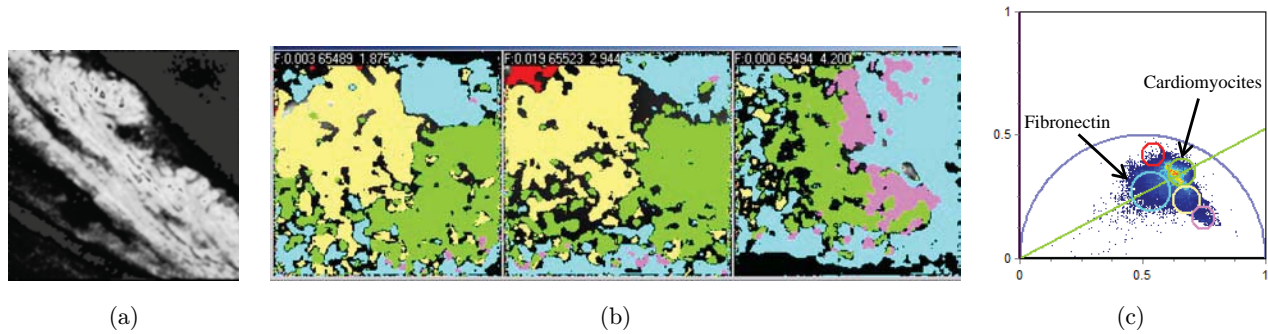 F:0.003 65489 1.875
F:0.019 65523 2.944
F:0.000 65494 4.200
1
Cardiomyocites
Fibronectin
0.5
0
0
0.5
1
(a)
(b)
(c)